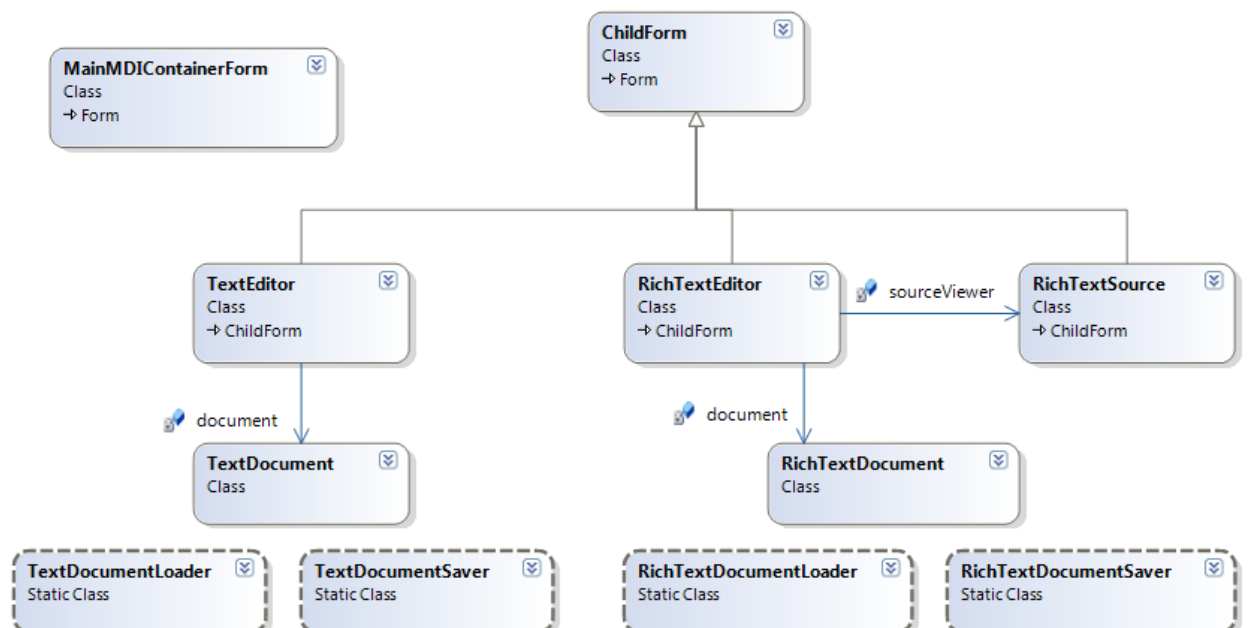 ChildForm
Class
→ Form
MainMDIContainerForm
Class
→ Form
TextEditor
Class
→ ChildForm
RichTextEditor
Class
→ ChildForm
sourceViewer
RichTextSource
Class
→ ChildForm
document
document
TextDocument
Class
RichTextDocument
Class
TextDocumentLoader
Static Class
TextDocumentSaver
Static Class
RichTextDocumentLoader
Static Class
RichTextDocumentSaver
Static Class